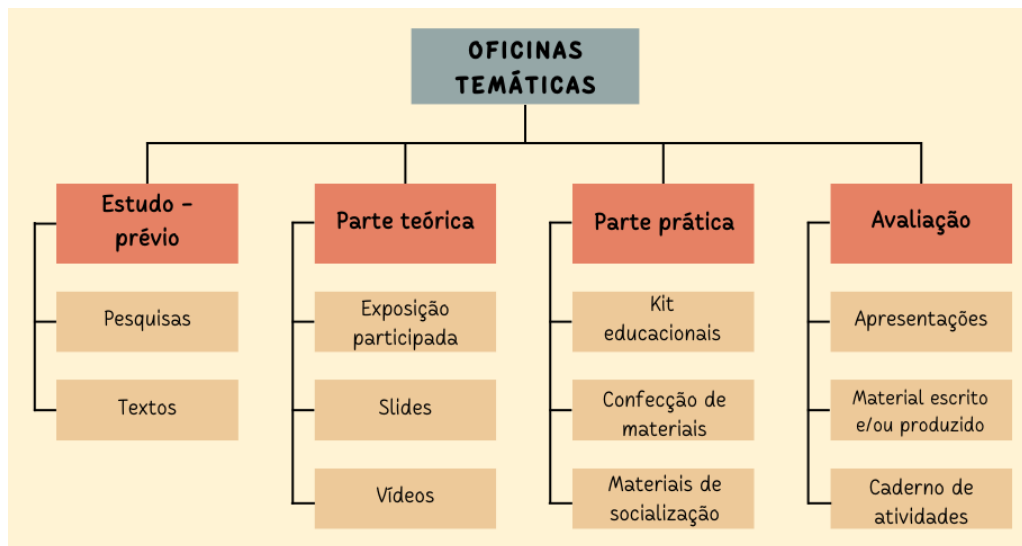 OFICINAS
TEMÁTICAS
Estudo -
prévio
Pesquisas
Textos
Parte teórica
Exposição
participada
Slides
Vídeos
Parte prática
Kit
educacionais
Confecção de
materiais
Materiais de
socialização
Avaliação
Apresentações
Material escrito
e/ou produzido
Caderno de
atividades